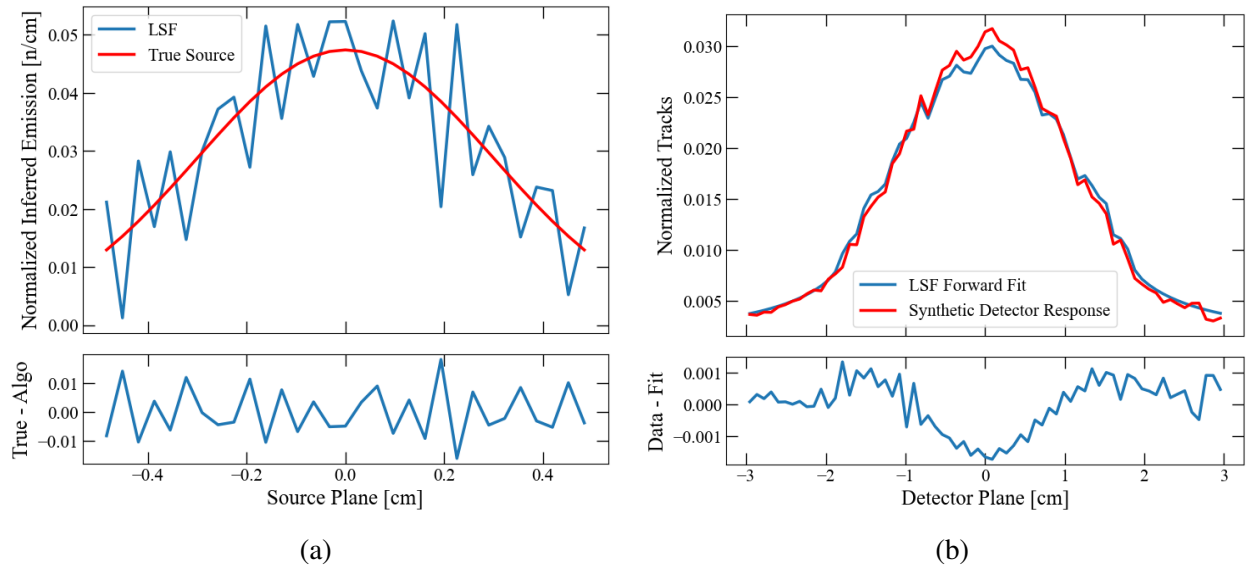 Normalized Inferred Emission [n/cm]
0.05
0.04
0.03
0.02
0.01
0.00
LSF
True Source
True - Algo
0.01
0.00
−0.01
−0.4
−0.2
0.0
0.2
0.4
Source Plane [cm]
(a)
Normalized Tracks
0.030
0.025
0.020
0.015
0.010
0.005
LSF Forward Fit
Synthetic Detector Response
Data - Fit
0.001
0.000
−0.001
−3
−2
−1
0
1
2
3
Detector Plane [cm]
(b)